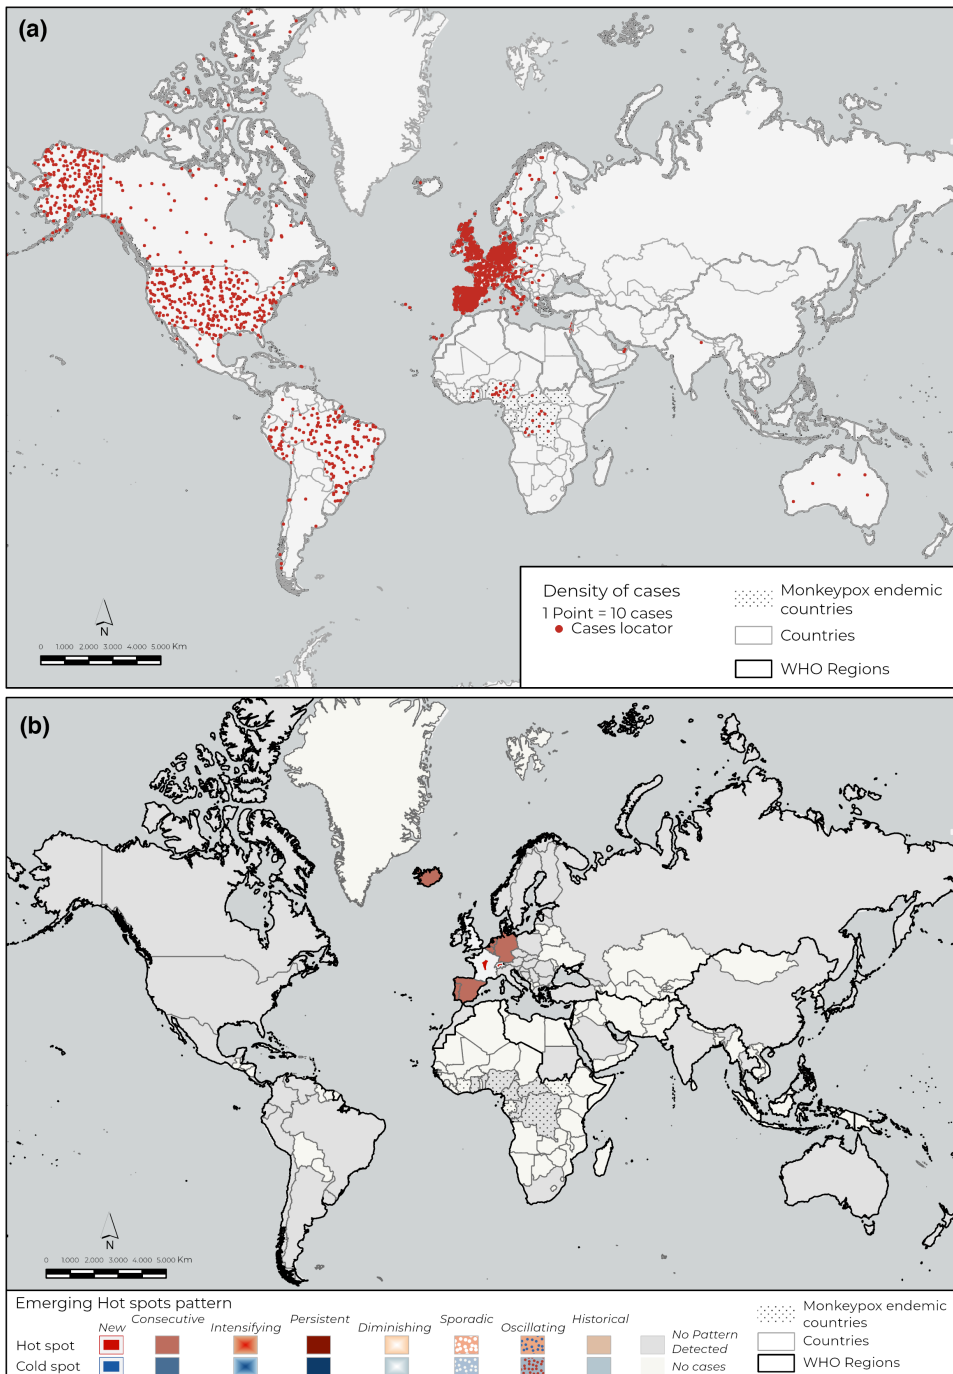 (a)
Density of cases
1 Point = 10 cases
Cases locator
Monkeypox endemic
countries
Countries
WHO Regions
N
0 1.000 2.000 3.000 4.000 5.000 Km
(b)
N
0 1.000 2.000 3.000 4.000 5.000 Km
Emerging Hot spots pattern
New Consecutive Intensifying Persistent Diminishing Sporadic Oscillating Historical
Hot spot
Cold spot
No Pattern
Detected
No cases
Monkeypox endemic
countries
Countries
WHO Regions